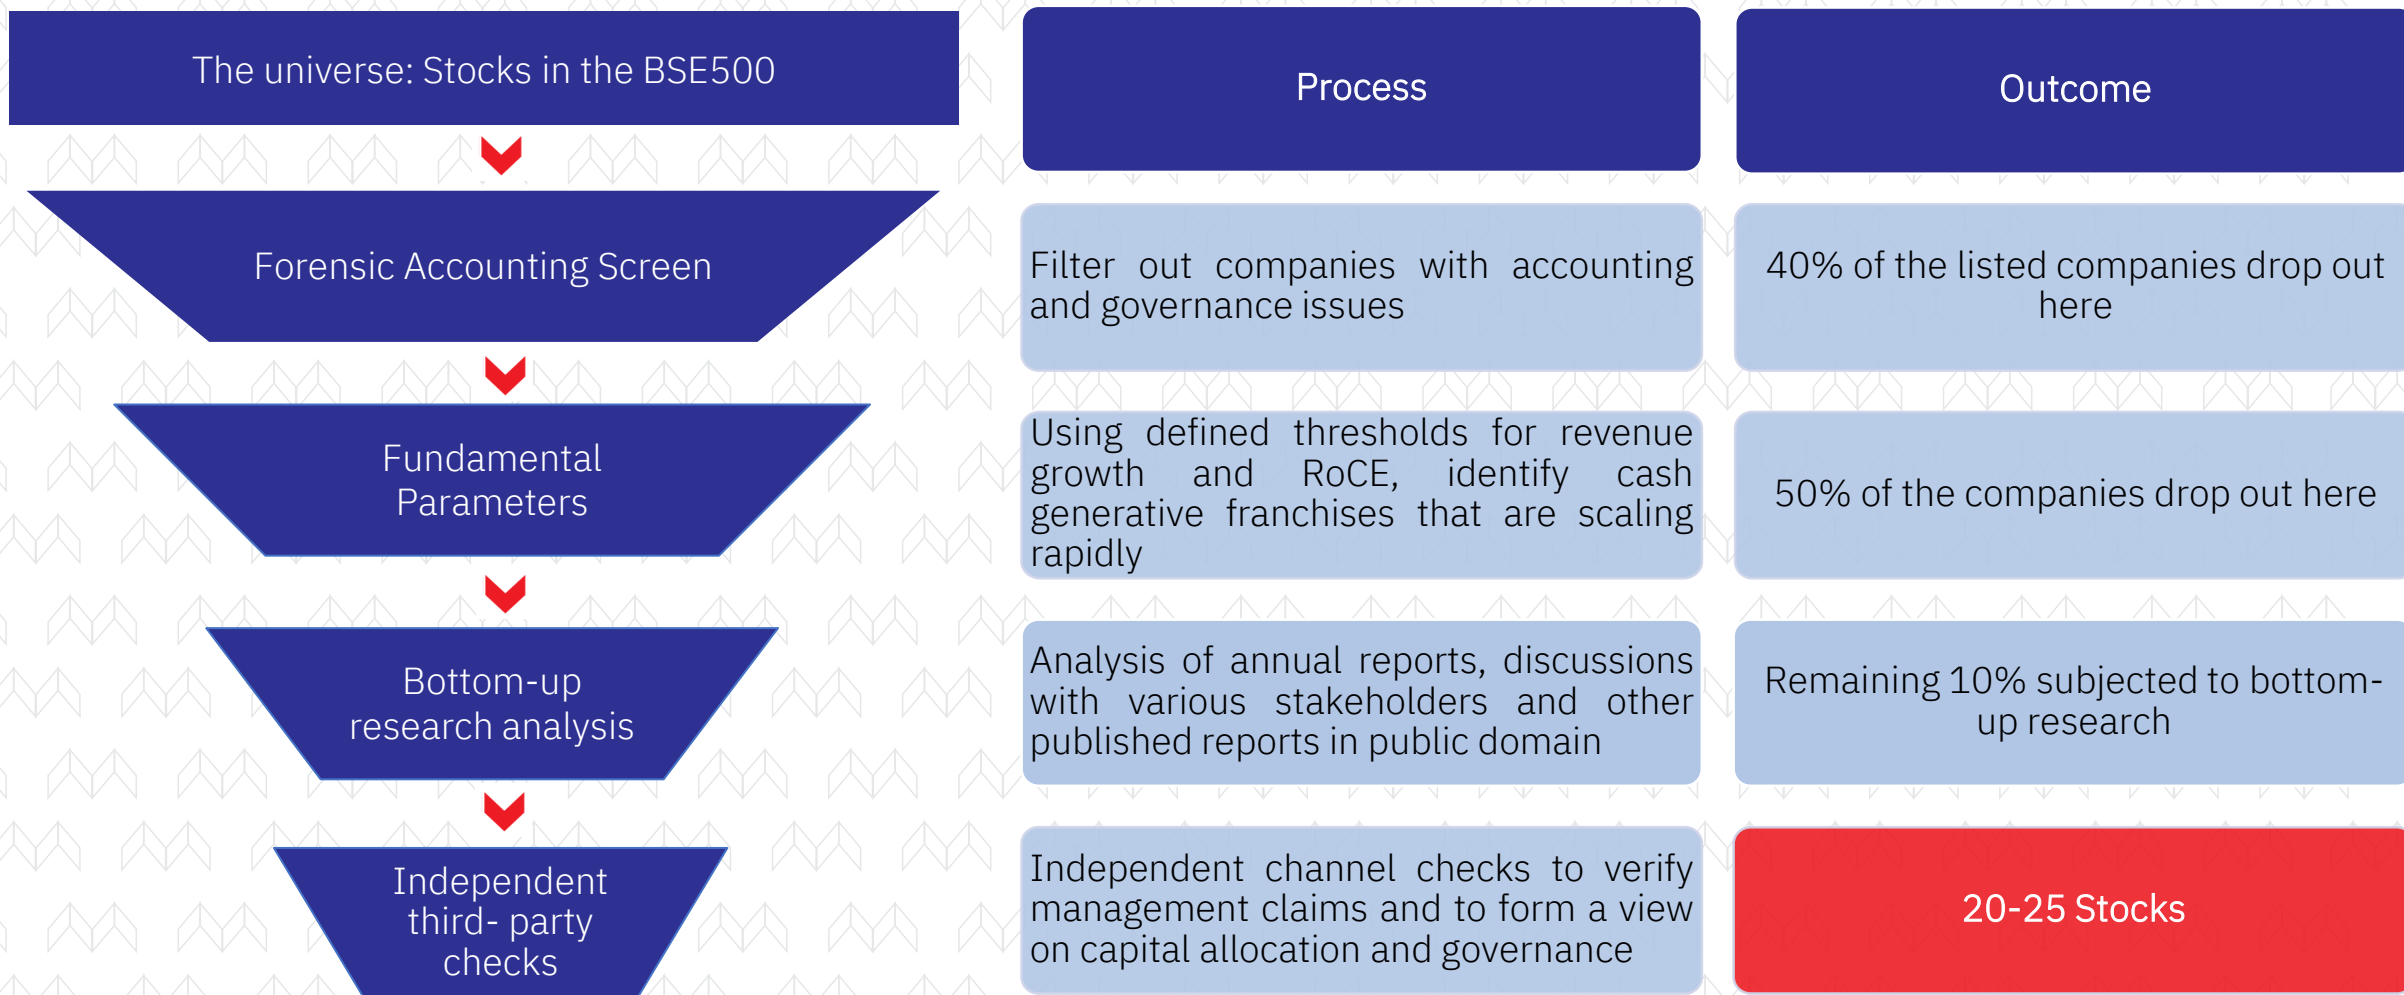 The universe: Stocks in the BSE500
Process
Outcome
Forensic Accounting Screen
Filter out companies with accounting
and governance issues
40% of the listed companies drop out
here
Fundamental
Parameters
Using defined thresholds for revenue
growth and RoCE, identify cash
generative franchises that are scaling
rapidly
50% of the companies drop out here
Bottom-up
research analysis
Analysis of annual reports, discussions
with various stakeholders and other
published reports in public domain
Remaining 10% subjected to bottom-
up research
Independent
third- party
checks
Independent channel checks to verify
management claims and to form a view
on capital allocation and governance
20-25 Stocks